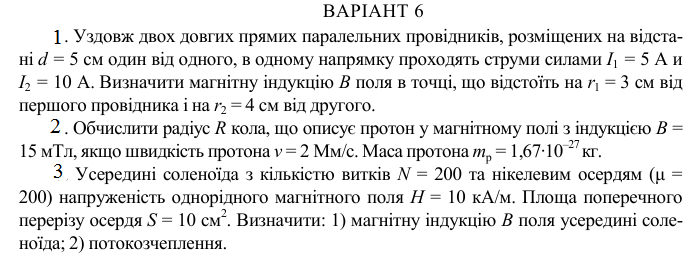 ВАРІАНТ 6
1. Уздовж двох довгих прямих паралельних провідників, розміщених на відста-
ні d = 5 см один від одного, в одному напрямку проходять струми силами I₁ = 5 А и
I₂ = 10 А. Визначити магнітну індукцію B поля в точці, що відстоїть на r₁ = 3 см від
першого провідника і на r₂ = 4 см від другого.
2 . Обчислити радіус R кола, що описує протон у магнітному полі з індукцією B =
15 мТл, якщо швидкість протона v = 2 Мм/с. Маса протона mₚ = 1,67·10⁻²⁷ кг.
3 Усередині соленоїда з кількістю витків N = 200 та нікелевим осердям (μ =
200) напруженість однорідного магнітного поля H = 10 кА/м. Площа поперечного
перерізу осердя S = 10 см². Визначити: 1) магнітну індукцію B поля усередині соле-
ноїда; 2) потокозчеплення.